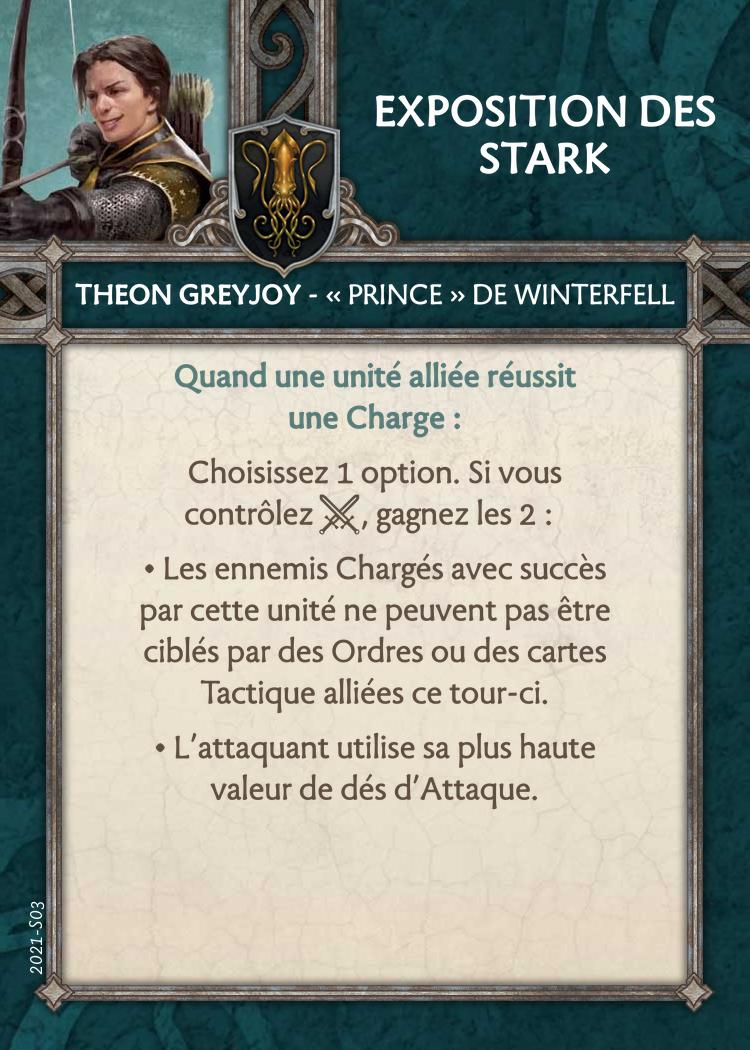 EXPOSITION DES
STARK
THEON GREYJOY - « PRINCE » DE WINTERFELL
Quand une unité alliée réussit
une Charge :
Choisissez 1 option. Si vous
contrôlez , gagnez les 2 :
• Les ennemis Chargés avec succès
par cette unité ne peuvent pas être
ciblés par des Ordres ou des cartes
Tactique alliées ce tour-ci.
• L'attaquant utilise sa plus haute
valeur de dés d'Attaque.
2021-S03